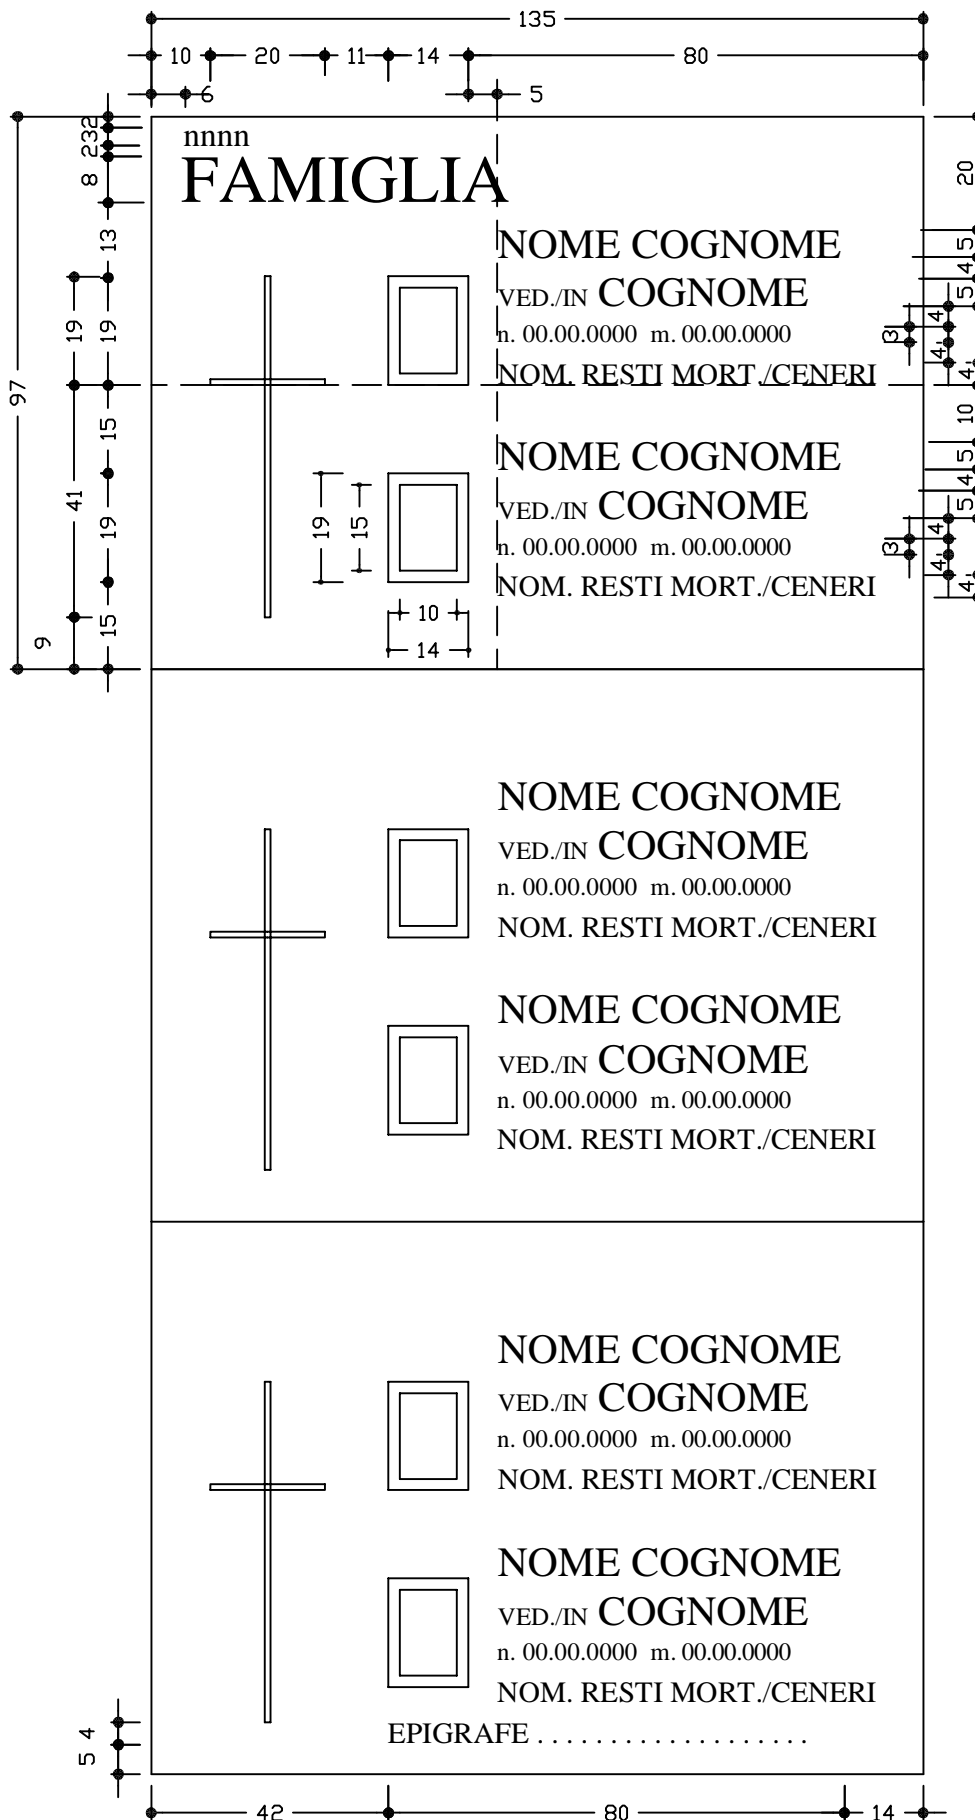 135
10 20 11 14 80
6 5
nnnn
FAMIGLIA
2 3 2
8
13
19
19
97
15
41
19
15
9
20
5
4
5
4
3
4
4
10
5
4
5
4
3
4
4
NOME COGNOME
VED./IN COGNOME
n. 00.00.0000 m. 00.00.0000
NOM. RESTI MORT./CENERI
NOME COGNOME
VED./IN COGNOME
n. 00.00.0000 m. 00.00.0000
NOM. RESTI MORT./CENERI
19 15
10
14
NOME COGNOME
VED./IN COGNOME
n. 00.00.0000 m. 00.00.0000
NOM. RESTI MORT./CENERI
NOME COGNOME
VED./IN COGNOME
n. 00.00.0000 m. 00.00.0000
NOM. RESTI MORT./CENERI
NOME COGNOME
VED./IN COGNOME
n. 00.00.0000 m. 00.00.0000
NOM. RESTI MORT./CENERI
NOME COGNOME
VED./IN COGNOME
n. 00.00.0000 m. 00.00.0000
NOM. RESTI MORT./CENERI
EPIGRAFE . . . . . . . . . . . . . . . . . . .
5 4
42 80 14